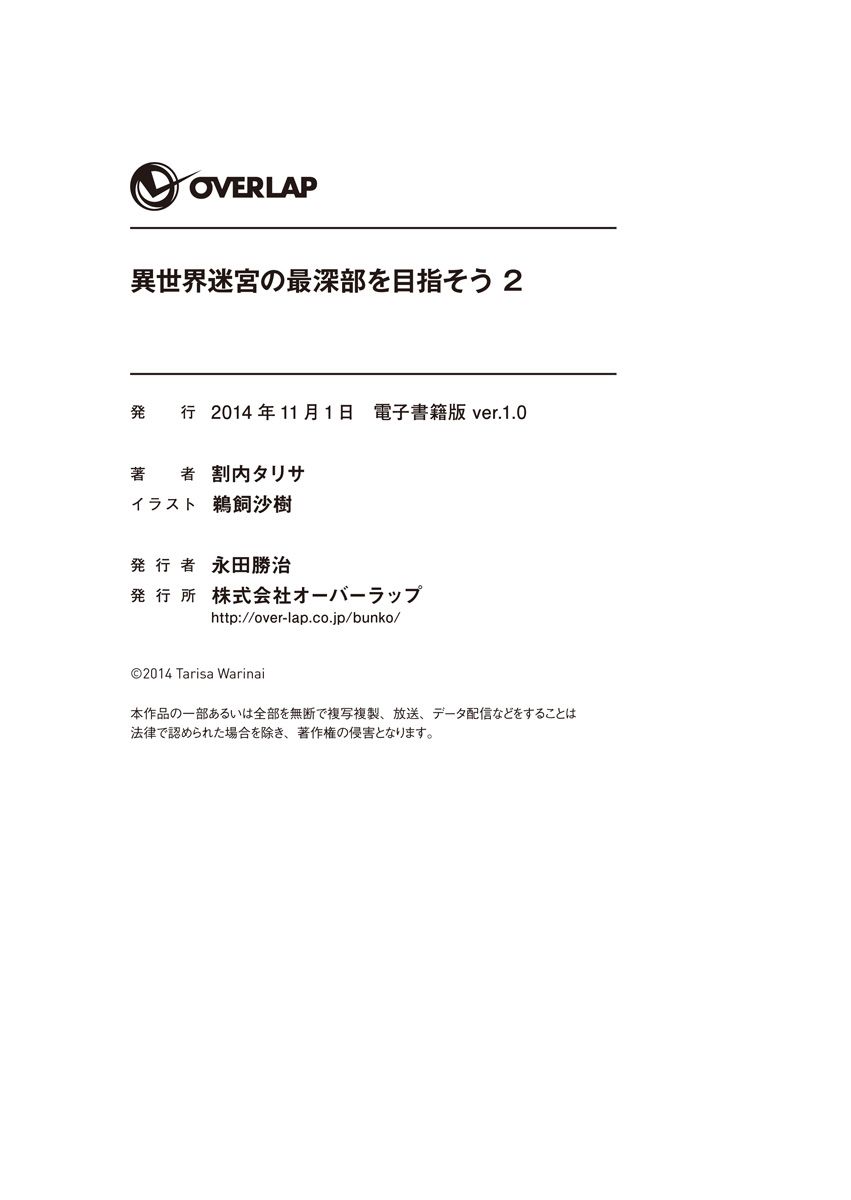 OVERLAP
異世界迷宮の最深部を目指そう 2
発行 2014年11月1日 電子書籍版 ver.1.0
著者 割内タリサ
イラスト 鵜飼沙樹
発行者 永田勝治
発行所 株式会社オーバーラップ
http://over-lap.co.jp/bunko/
©2014 Tarisa Warinai
本作品の一部あるいは全部を無断で複写複製、放送、データ配信などをすることは
法律で認められた場合を除き、著作権の侵害となります。